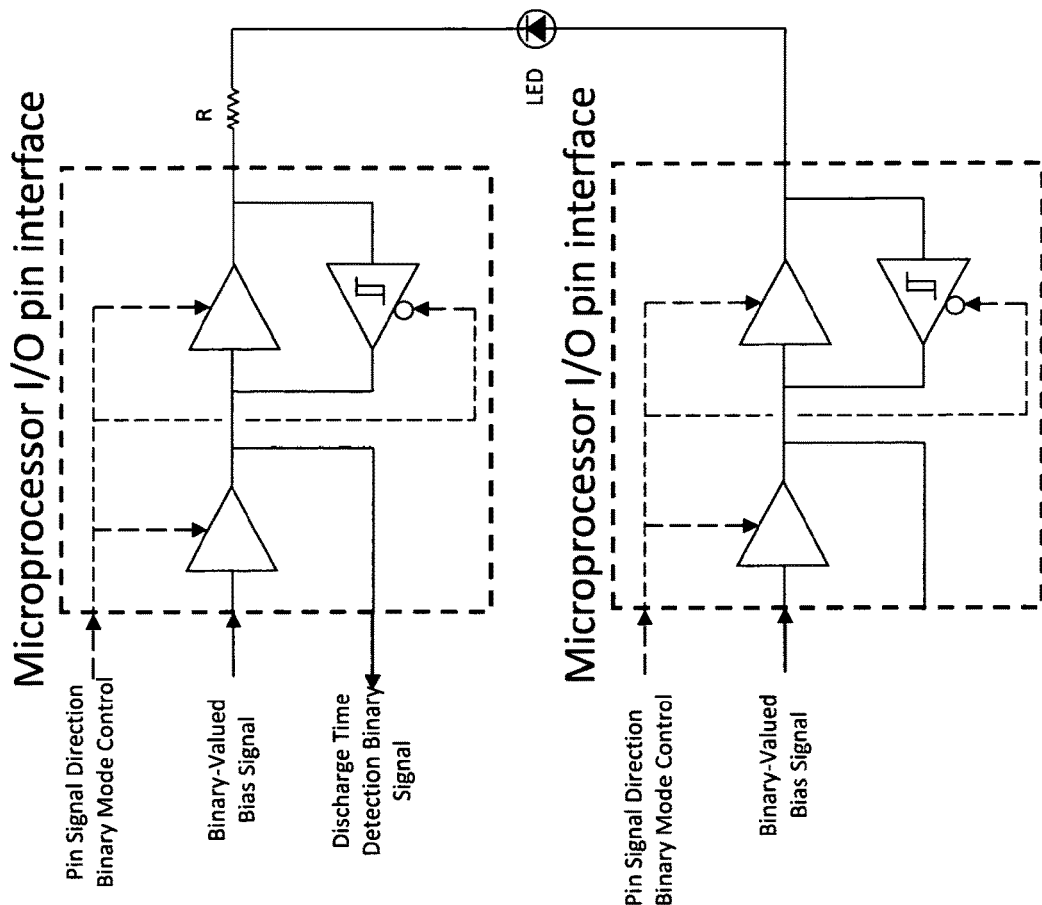 Microprocessor I/O pin interface
Pin Signal Direction
Binary Mode Control
Binary-Valued
Bias Signal
Discharge Time
Detection Binary
Signal
R
LED
Microprocessor I/O pin interface
Pin Signal Direction
Binary Mode Control
Binary-Valued
Bias Signal